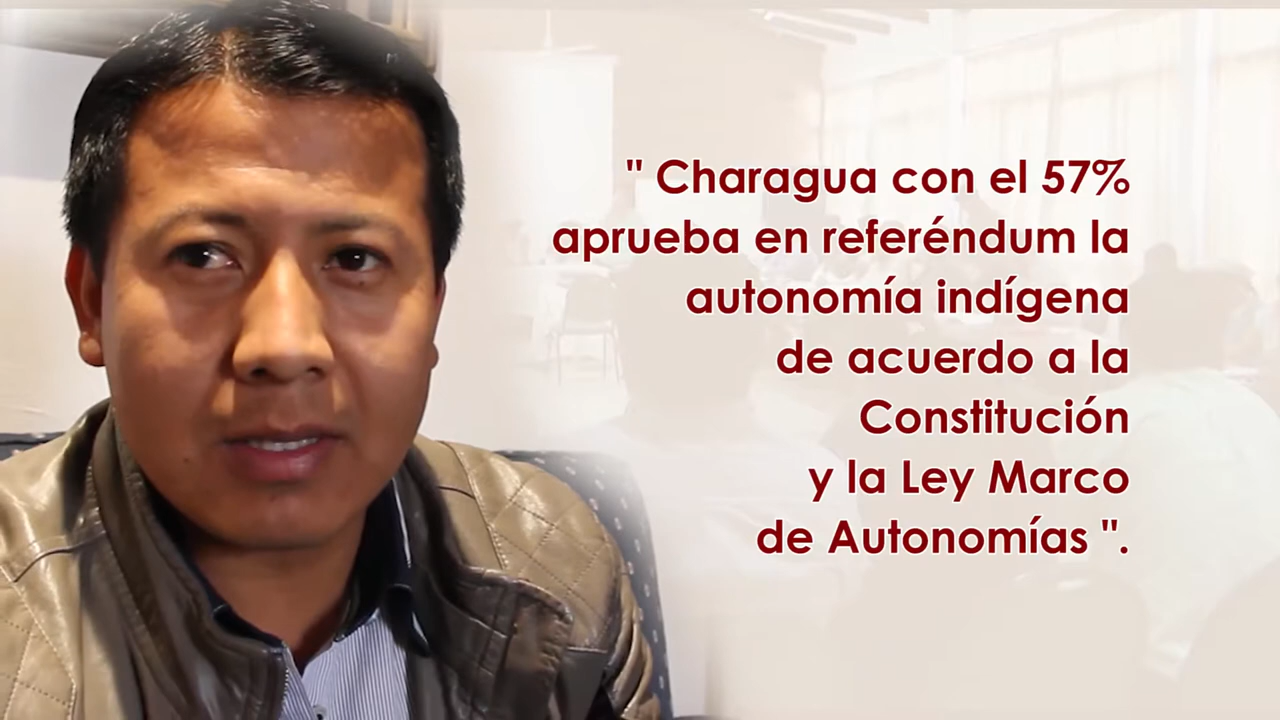 " Charagua con el 57%
aprueba en referéndum la
autonomía indígena
de acuerdo a la
Constitución
y la Ley Marco
de Autonomías ".